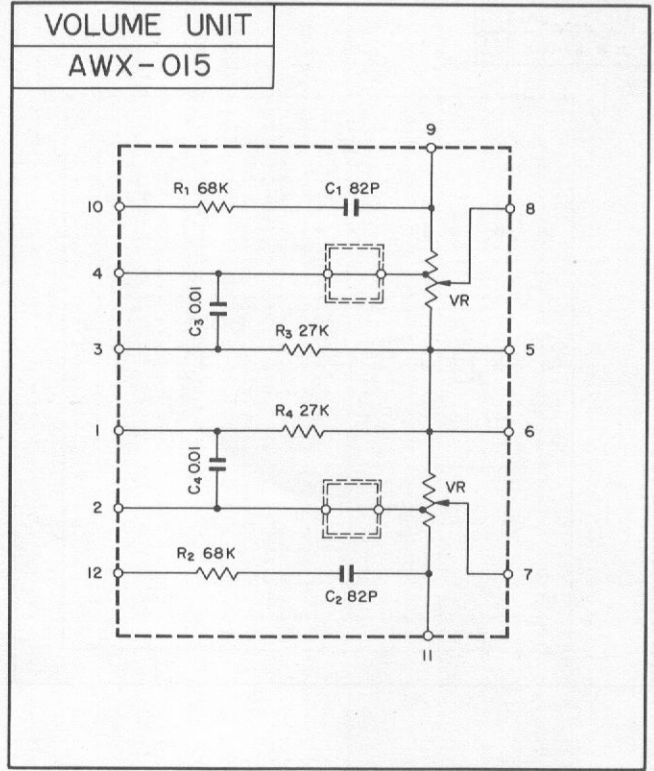 VOLUME UNIT
AWX-015
9
R1 68K
C1 82P
10
8
4
VR
C3 0.01
R3 27K
3
5
R4 27K
1
6
C4 0.01
VR
2
R2 68K
12
C2 82P
7
11